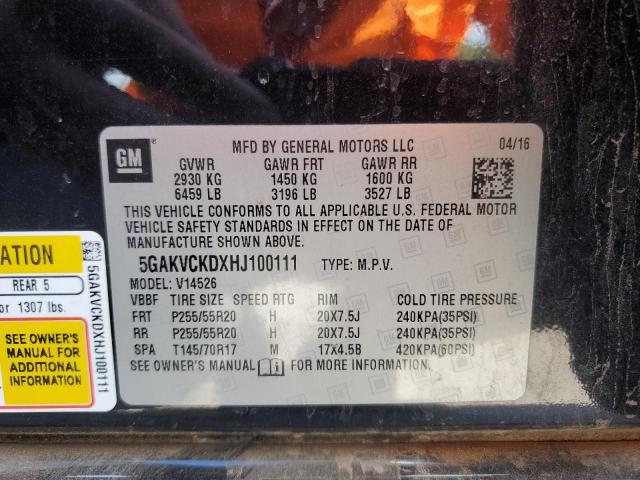 GM
MFD BY GENERAL MOTORS LLC 04/16
GVWR GAWR FRT GAWR RR
2930 KG 1450 KG 1600 KG
6459 LB 3196 LB 3527 LB
THIS VEHICLE CONFORMS TO ALL APPLICABLE U.S. FEDERAL MOTOR
VEHICLE SAFETY STANDARDS IN EFFECT ON THE DATE OF
MANUFACTURE SHOWN ABOVE.
5GAKVCKDXHJ100111 TYPE: M.P.V.
MODEL: V14526
VBBF TIRE SIZE SPEED RTG RIM COLD TIRE PRESSURE
FRT P255/55R20 H 20X7.5J 240KPA(35PSI)
RR P255/55R20 H 20X7.5J 240KPA(35PSI)
SPA T145/70R17 M 17X4.5B 420KPA(60PSI)
SEE OWNER'S MANUAL FOR MORE INFORMATION.
ATION
REAR 5
or 1307 lbs.
SEE OWNER'S
MANUAL FOR
ADDITIONAL
INFORMATION
5GAKVCKDXHJ100111